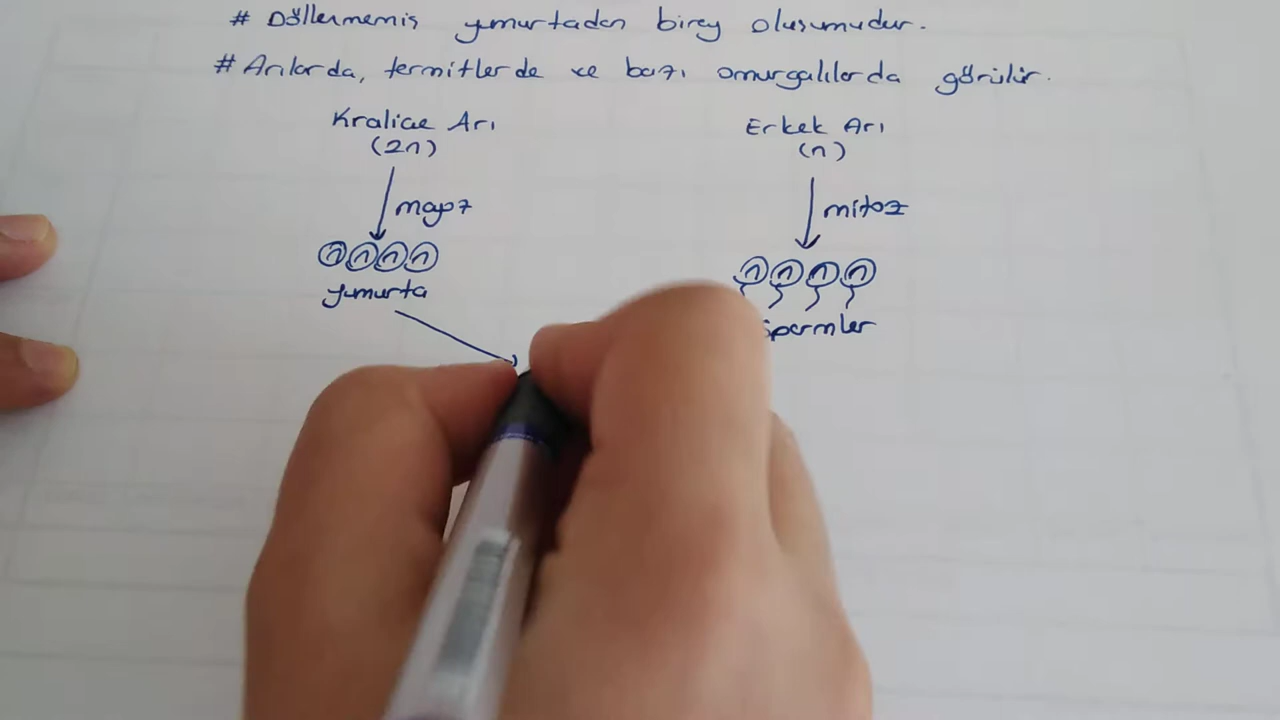 # Döllenmemiş yumurtadan birey oluşumudur.
# Arılarda, termitlerde ve bazı omurgalılarda görülür.
Kraliçe Arı
(2n)
mayoz
n n n n
yumurta
Erkek Arı
(n)
mitoz
n n n n
Spermler